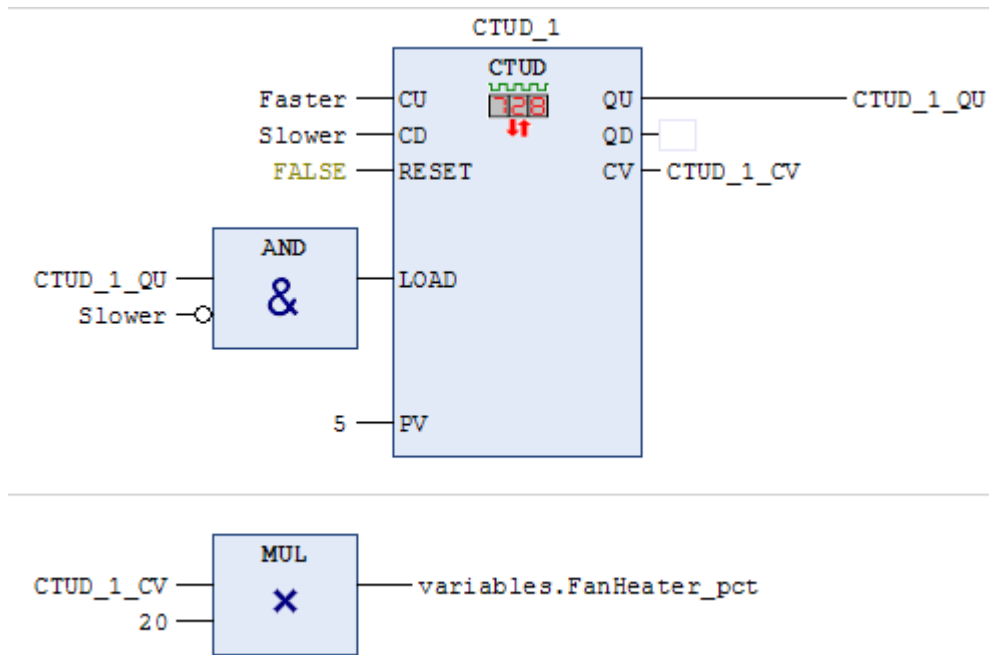 CTUD_1
CTUD
728
Faster CU QU CTUD_1_QU
Slower CD QD
FALSE RESET CV CTUD_1_CV
AND
&
CTUD_1_QU LOAD
Slower
5 PV
MUL
×
CTUD_1_CV variables.FanHeater_pct
20